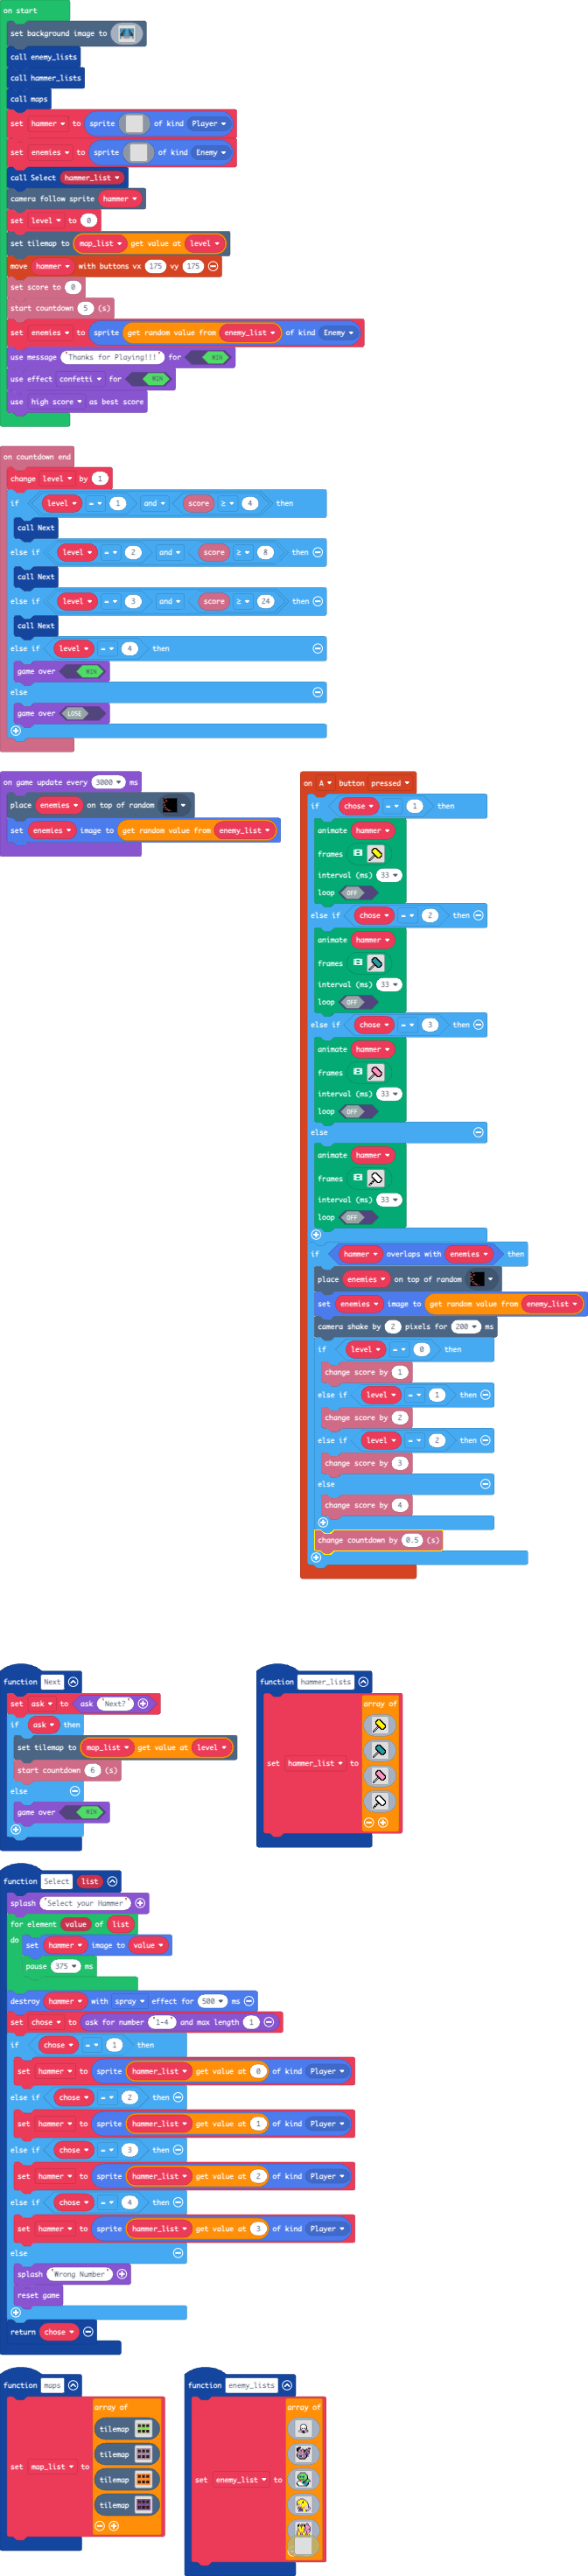 on start
set background image to
call enemy_lists
call hammer_lists
call maps
set hammer to sprite of kind Player
set enemies to sprite of kind Enemy
call Select hammer_list
camera follow sprite hammer
set level to 0
set tilemap to map_list get value at level
move hammer with buttons vx 175 vy 175
set score to 0
start countdown 5 (s)
set enemies to sprite get random value from enemy_list of kind Enemy
use message "Thanks for Playing!!!" for WIN
use effect confetti for WIN
use high score as best score
on countdown end
change level by 1
if level = 1 and score ≥ 4 then
call Next
else if level = 2 and score ≥ 8 then
call Next
else if level = 3 and score ≥ 24 then
call Next
else if level = 4 then
game over WIN
else
game over LOSE
on game update every 3000 ms
place enemies on top of random
set enemies image to get random value from enemy_list
on A button pressed
if chose = 1 then
animate hammer
frames
interval (ms) 33
loop OFF
else if chose = 2 then
animate hammer
frames
interval (ms) 33
loop OFF
else if chose = 3 then
animate hammer
frames
interval (ms) 33
loop OFF
else
animate hammer
frames
interval (ms) 33
loop OFF
if hammer overlaps with enemies then
place enemies on top of random
set enemies image to get random value from enemy_list
camera shake by 2 pixels for 200 ms
if level = 0 then
change score by 1
else if level = 1 then
change score by 2
else if level = 2 then
change score by 3
else
change score by 4
change countdown by 0.5 (s)
function Next
set ask to ask "Next?"
if ask then
set tilemap to map_list get value at level
start countdown 6 (s)
else
game over WIN
function hammer_lists
array of
set hammer_list to
function Select list
splash "Select your Hammer"
for element value of list
do set hammer image to value
pause 375 ms
destroy hammer with spray effect for 500 ms
set chose to ask for number "1-4" and max length 1
if chose = 1 then
set hammer to sprite hammer_list get value at 0 of kind Player
else if chose = 2 then
set hammer to sprite hammer_list get value at 1 of kind Player
else if chose = 3 then
set hammer to sprite hammer_list get value at 2 of kind Player
else if chose = 4 then
set hammer to sprite hammer_list get value at 3 of kind Player
else
splash "Wrong Number"
reset game
return chose
function maps
array of
tilemap
tilemap
set map_list to
tilemap
tilemap
function enemy_lists
array of
set enemy_list to